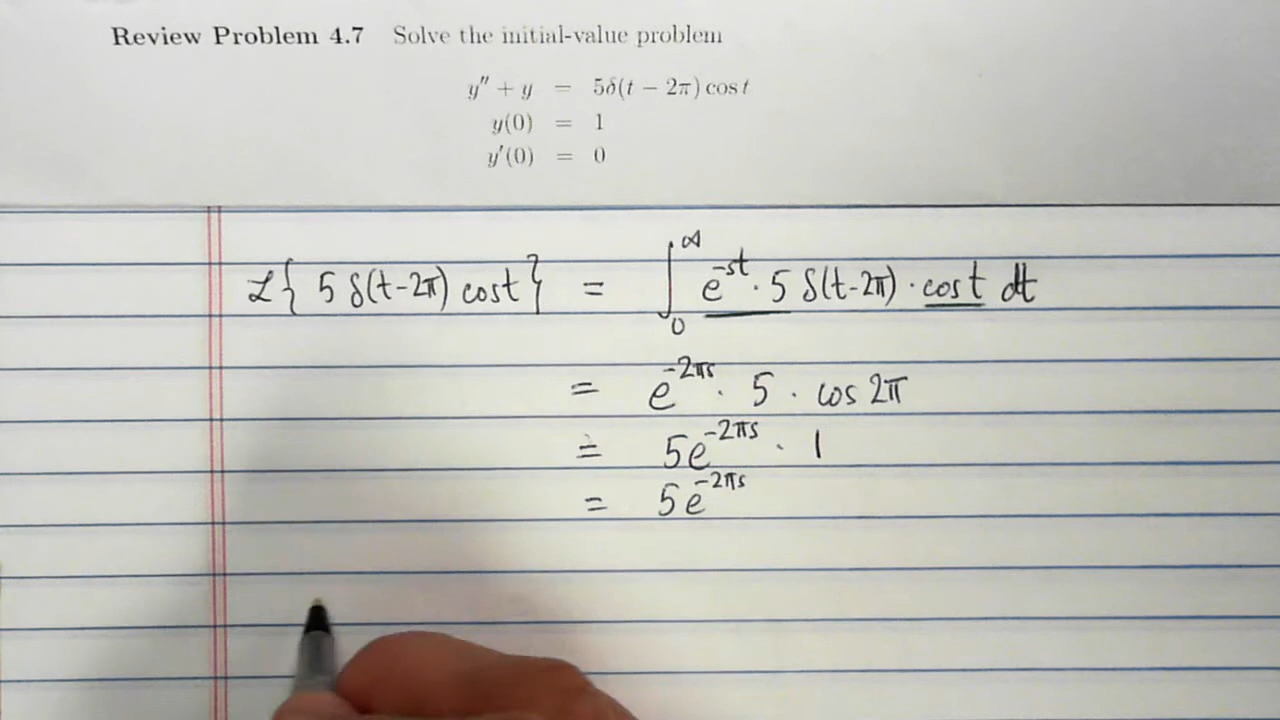 Review Problem 4.7 Solve the initial-value problem
y″ + y = 5δ(t − 2π) cos t
y(0) = 1
y′(0) = 0
ℒ{ 5 δ(t-2π) cost } = ∫₀^∞ e^{-st} · 5 δ(t-2π) · cos t dt
= e^{-2πs} · 5 · cos 2π
= 5e^{-2πs} · 1
= 5e^{-2πs}